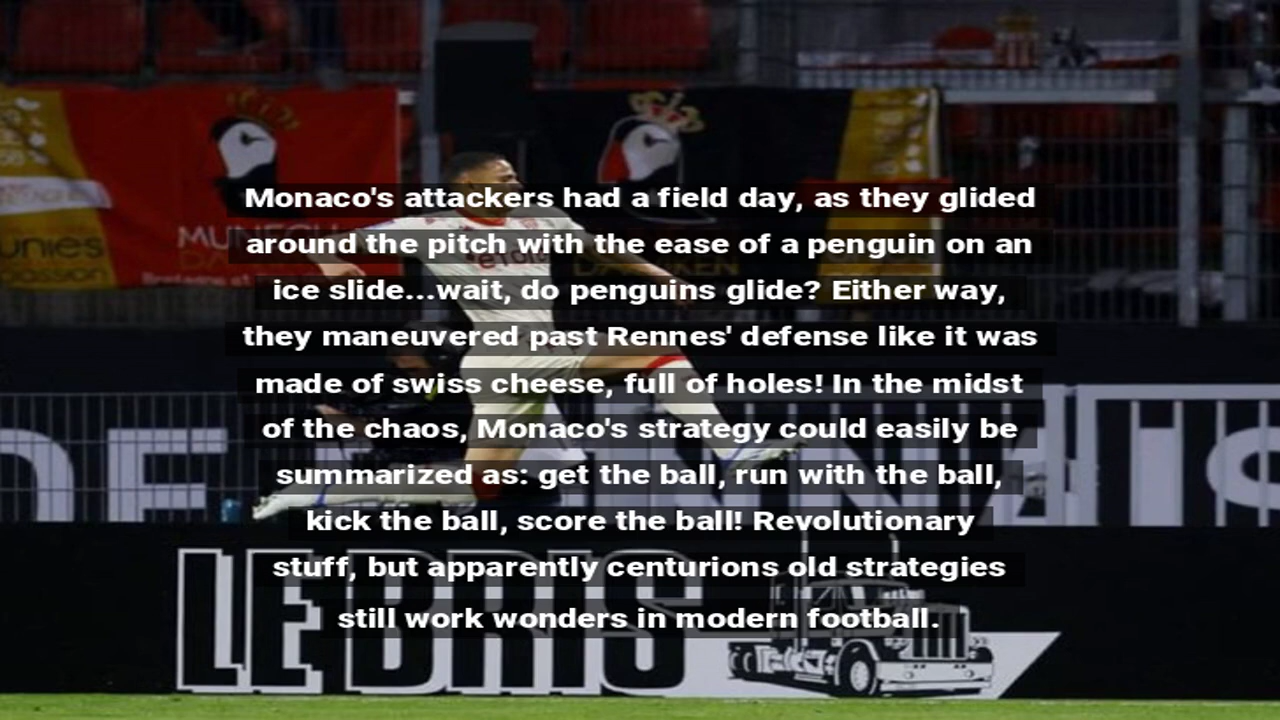 Monaco's attackers had a field day, as they glided
around the pitch with the ease of a penguin on an
ice slide...wait, do penguins glide? Either way,
they maneuvered past Rennes' defense like it was
made of swiss cheese, full of holes! In the midst
of the chaos, Monaco's strategy could easily be
summarized as: get the ball, run with the ball,
kick the ball, score the ball! Revolutionary
stuff, but apparently centurions old strategies
still work wonders in modern football.
LE BRIS